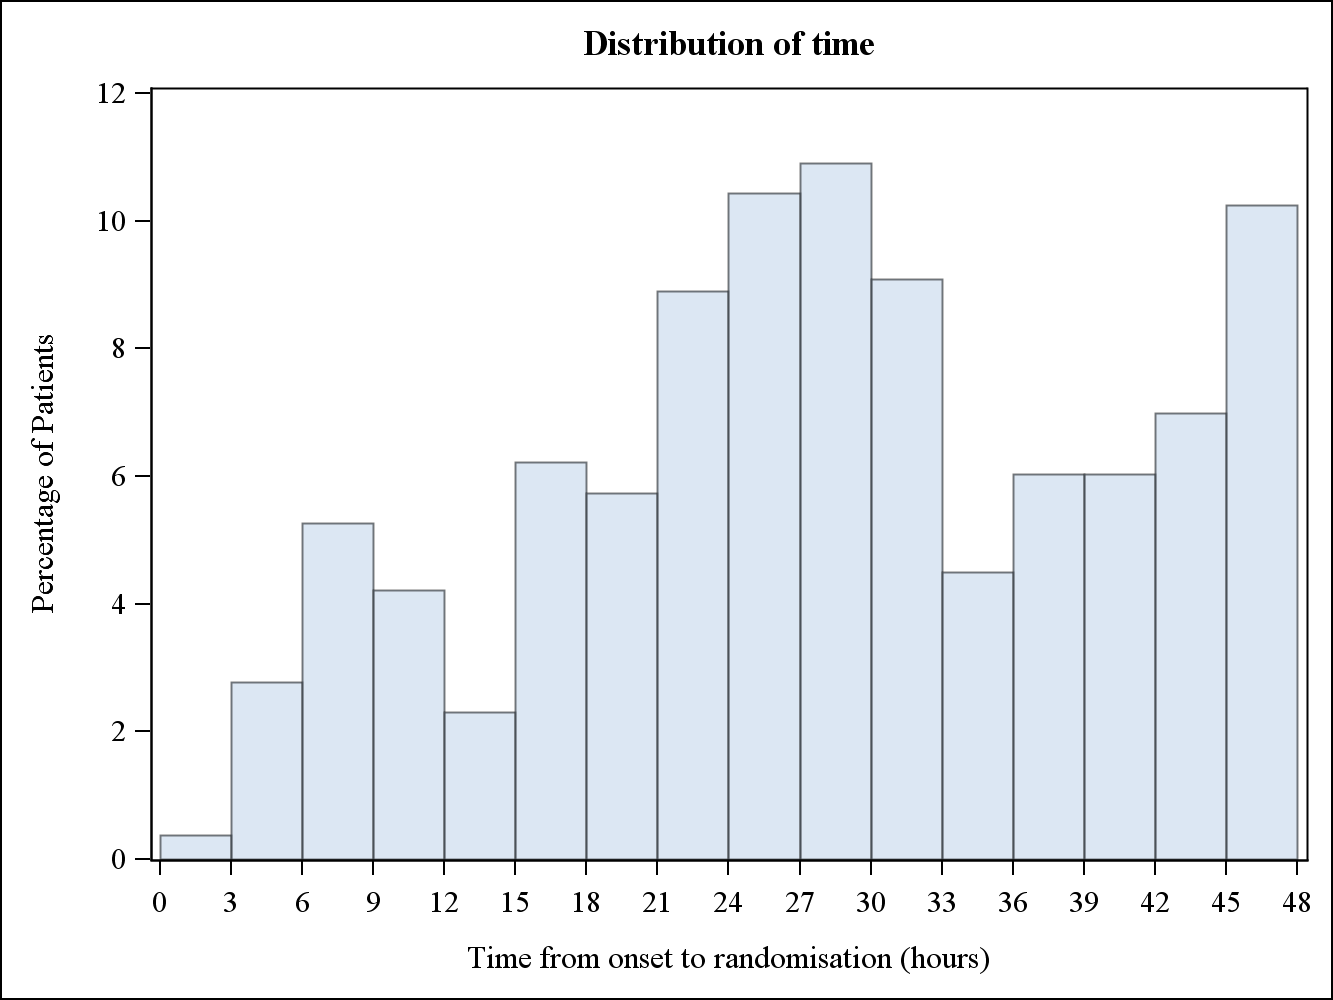 Distribution of time
12
10
8
6
4
2
0
Percentage of Patients
0 3 6 9 12 15 18 21 24 27 30 33 36 39 42 45 48
Time from onset to randomisation (hours)